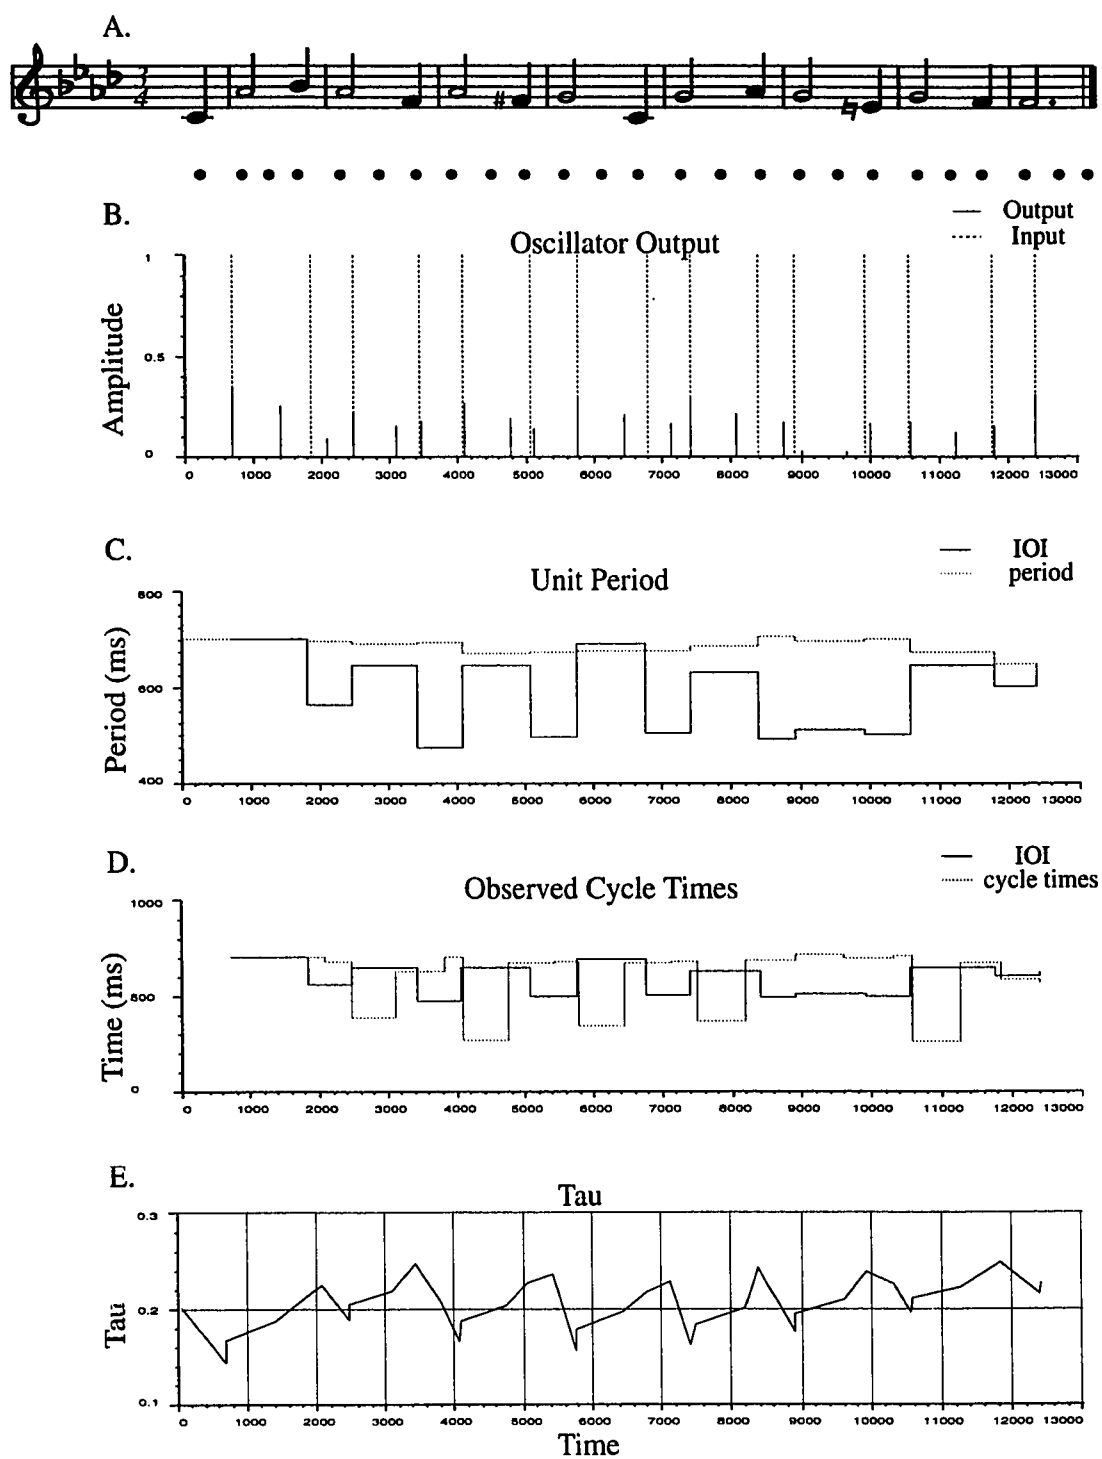 A.
3
4
B.
Output
Input
Oscillator Output
Amplitude
1
0.5
0
0 1000 2000 3000 4000 5000 6000 7000 8000 9000 10000 11000 12000 13000
C.
IOI
period
Unit Period
Period (ms)
800
600
400
0 1000 2000 3000 4000 5000 6000 7000 8000 9000 10000 11000 12000 13000
D.
IOI
cycle times
Observed Cycle Times
Time (ms)
1000
500
0
0 1000 2000 3000 4000 5000 6000 7000 8000 9000 10000 11000 12000 13000
E.
Tau
Tau
0.3
0.2
0.1
0 1000 2000 3000 4000 5000 6000 7000 8000 9000 10000 11000 12000 13000
Time